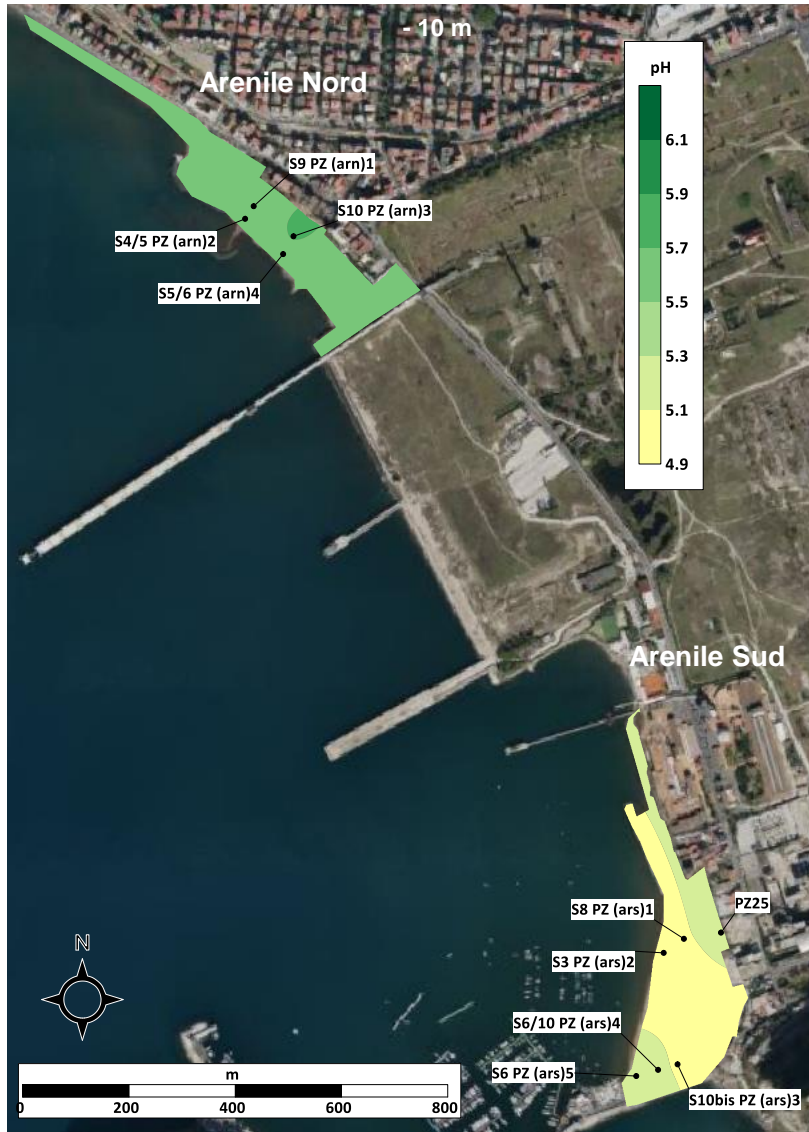 - 10 m
Arenile Nord
pH
6.1
5.9
5.7
5.5
5.3
5.1
4.9
S9 PZ (arn)1
S10 PZ (arn)3
S4/5 PZ (arn)2
S5/6 PZ (arn)4
Arenile Sud
S8 PZ (ars)1
PZ25
S3 PZ (ars)2
S6/10 PZ (ars)4
S6 PZ (ars)5
S10bis PZ (ars)3
N
m
0 200 400 600 800